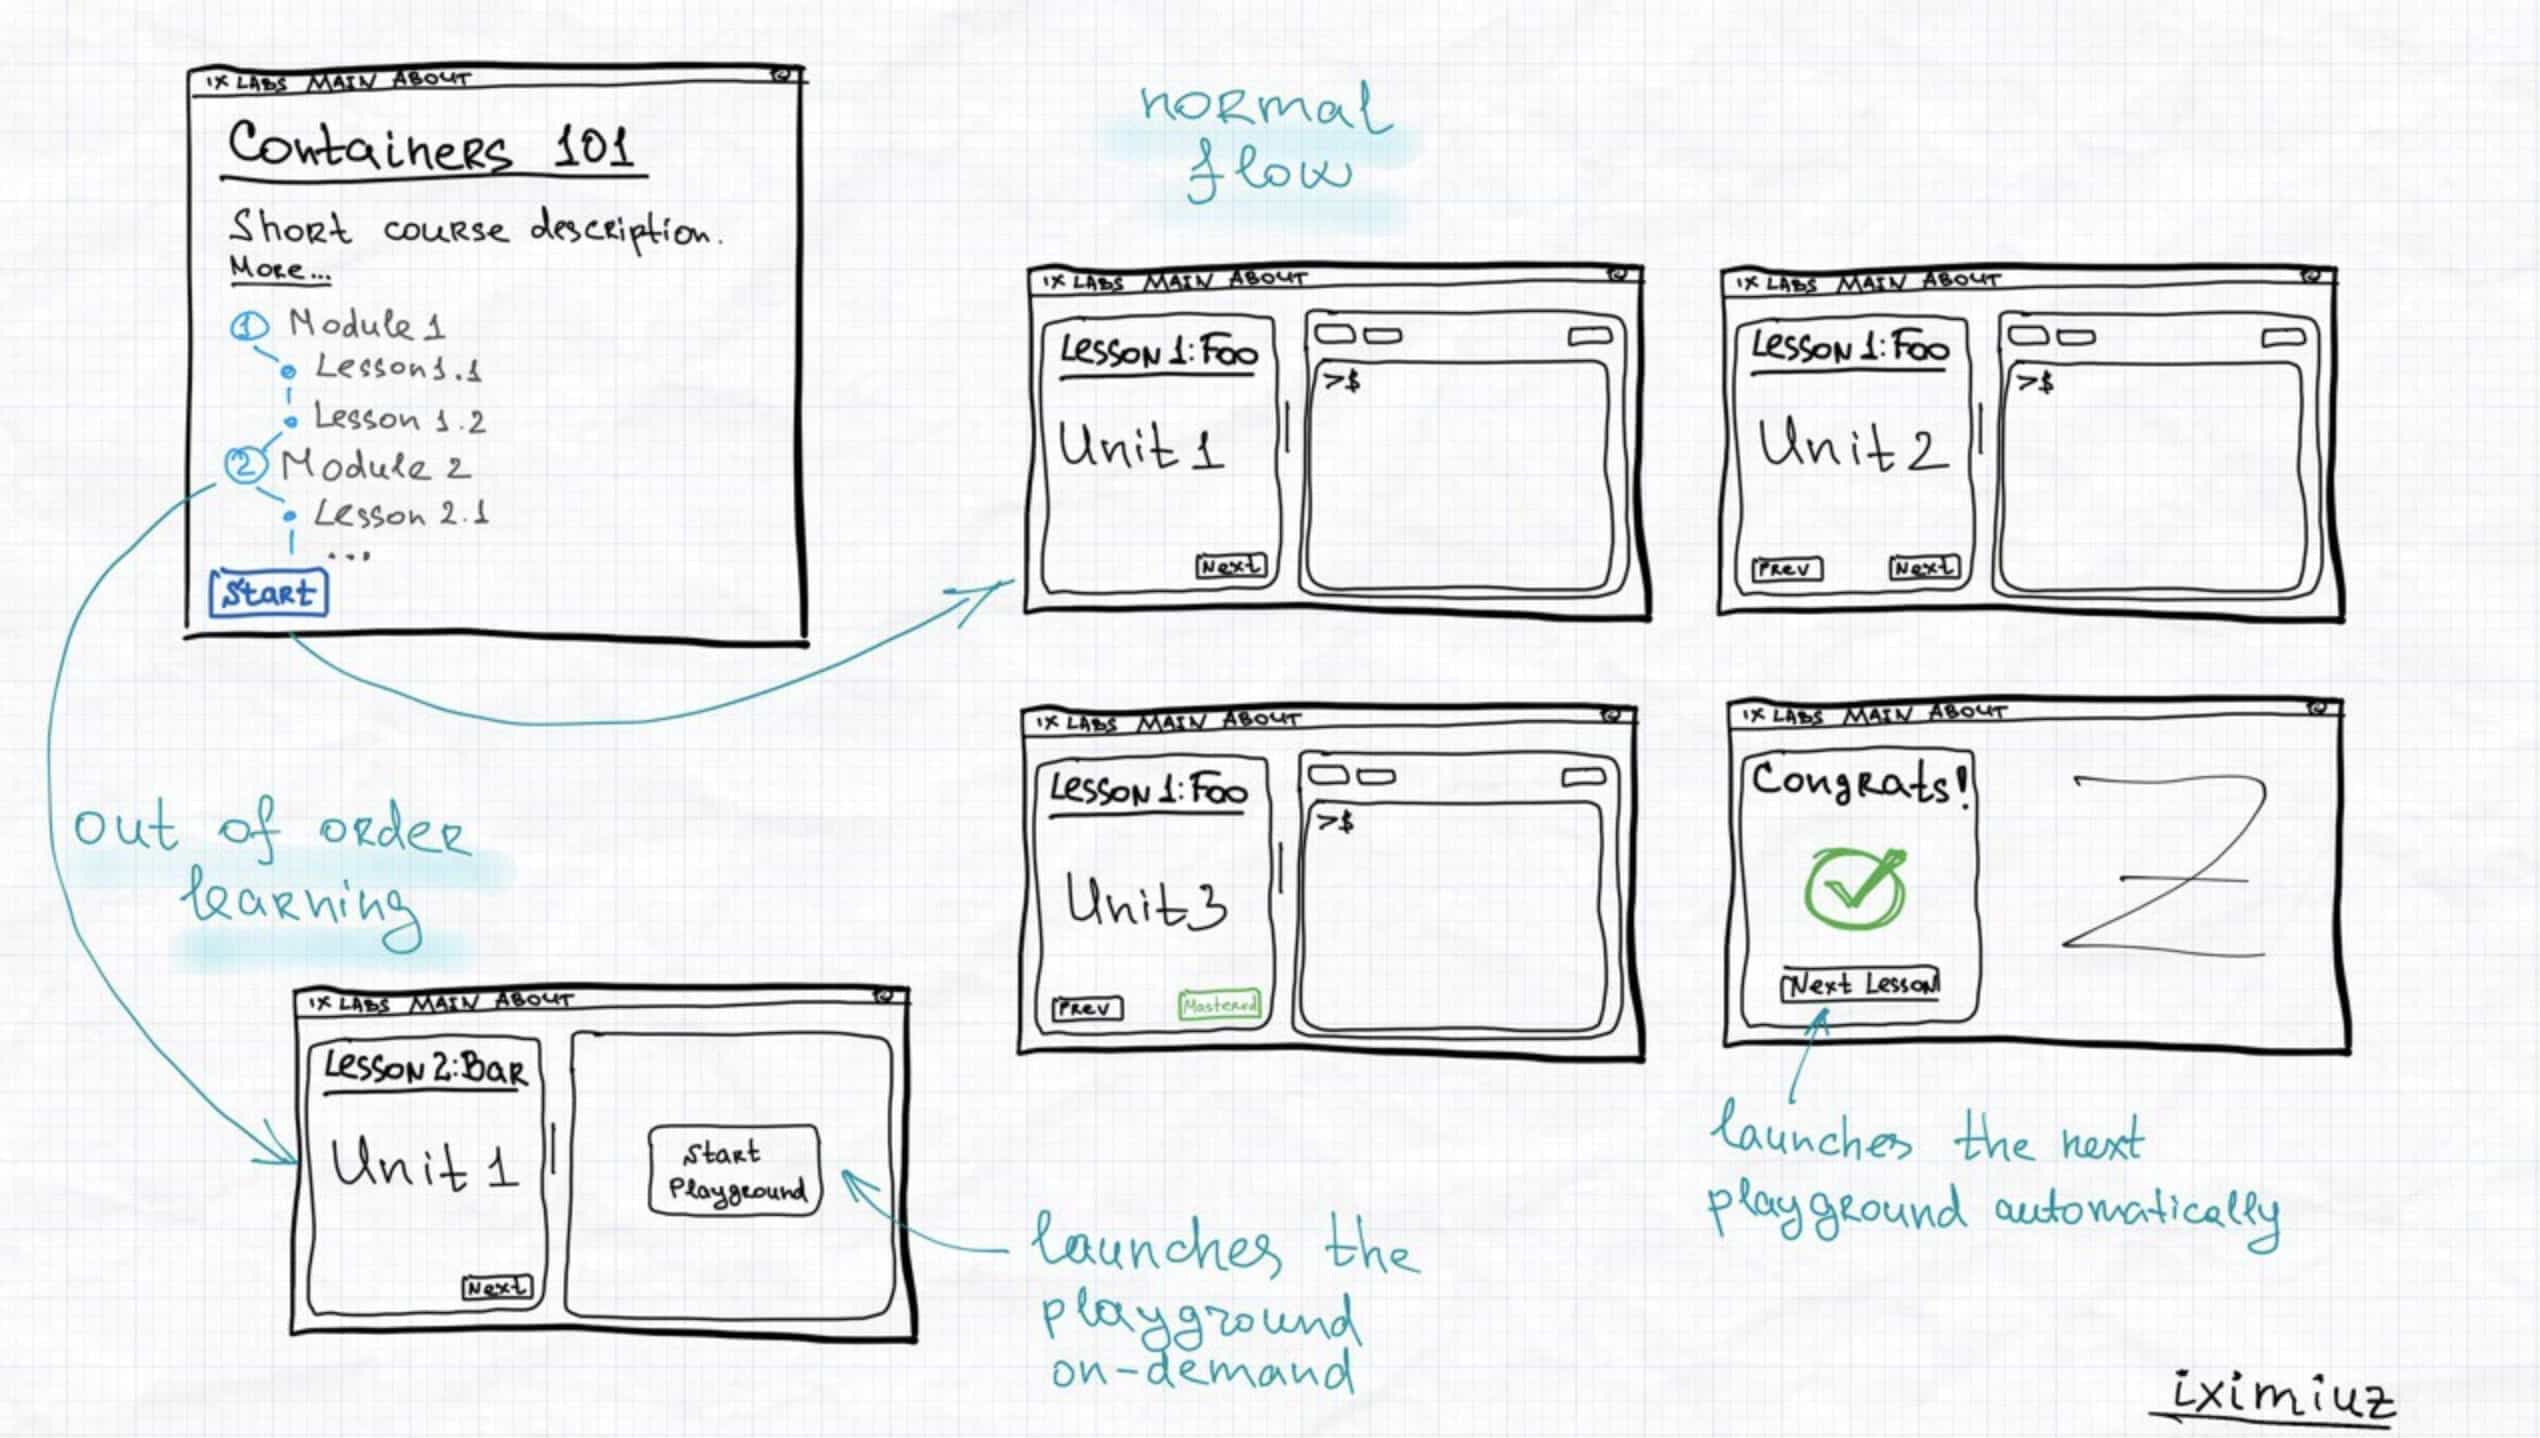 IX LABS MAIN ABOUT
Containers 101
Short course description.
More...
1 Module 1
Lesson 1.1
Lesson 1.2
2 Module 2
Lesson 2.1
...
Start
normal
flow
IX LABS MAIN ABOUT
Lesson 1: Foo
Unit 1
Next
>$
IX LABS MAIN ABOUT
Lesson 1: Foo
Unit 2
Prev Next
>$
IX LABS MAIN ABOUT
Lesson 1: Foo
Unit 3
Prev Mastered
>$
IX LABS MAIN ABOUT
Congrats!
Next Lesson
launches the next
playground automatically
out of order
learning
IX LABS MAIN ABOUT
Lesson 2: Bar
Unit 1
Next
Start
Playground
launches the
playground
on-demand
iximiuz